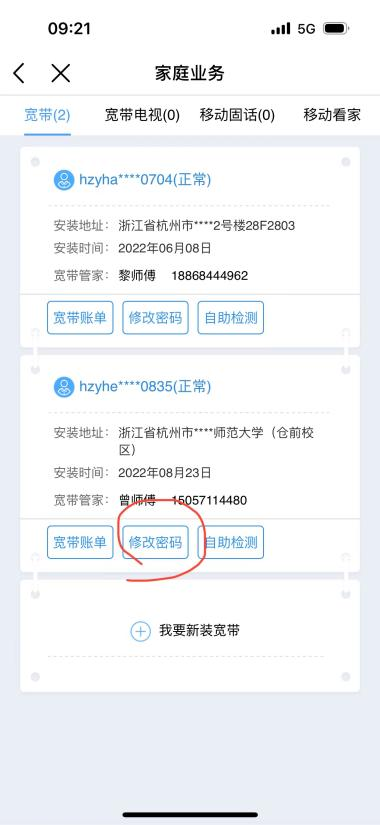 09:21 5G
家庭业务
宽带(2) 宽带电视(0) 移动固话(0) 移动看家
hzyha****0704(正常)
安装地址: 浙江省杭州市****2号楼28F2803
安装时间: 2022年06月08日
宽带管家: 黎师傅 18868444962
宽带账单 修改密码 自助检测
hzyhe****0835(正常)
安装地址: 浙江省杭州市****师范大学（仓前校
区）
安装时间: 2022年08月23日
宽带管家: 曾师傅 15057114480
宽带账单 修改密码 自助检测
我要新装宽带